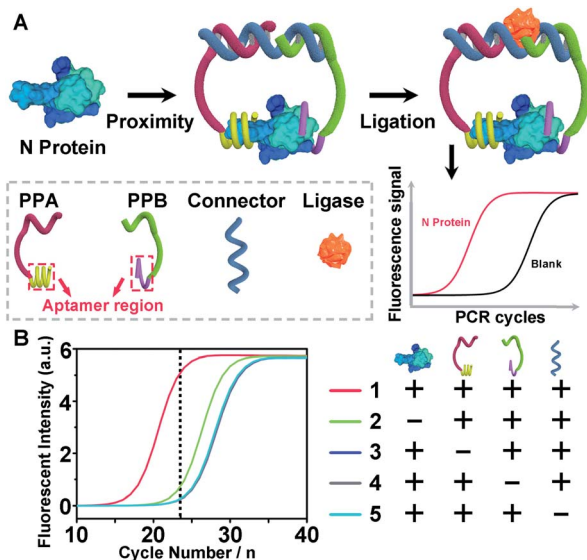 A
N Protein
Proximity
Ligation
PPA
PPB
Connector
Ligase
Aptamer region
Fluorescence signal
N Protein
Blank
PCR cycles
B
Fluorescent Intensity (a.u.)
6
4
2
0
10 20 30 40
Cycle Number / n
1 + + + +
2 − + + +
3 + − + +
4 + + − +
5 + + + −